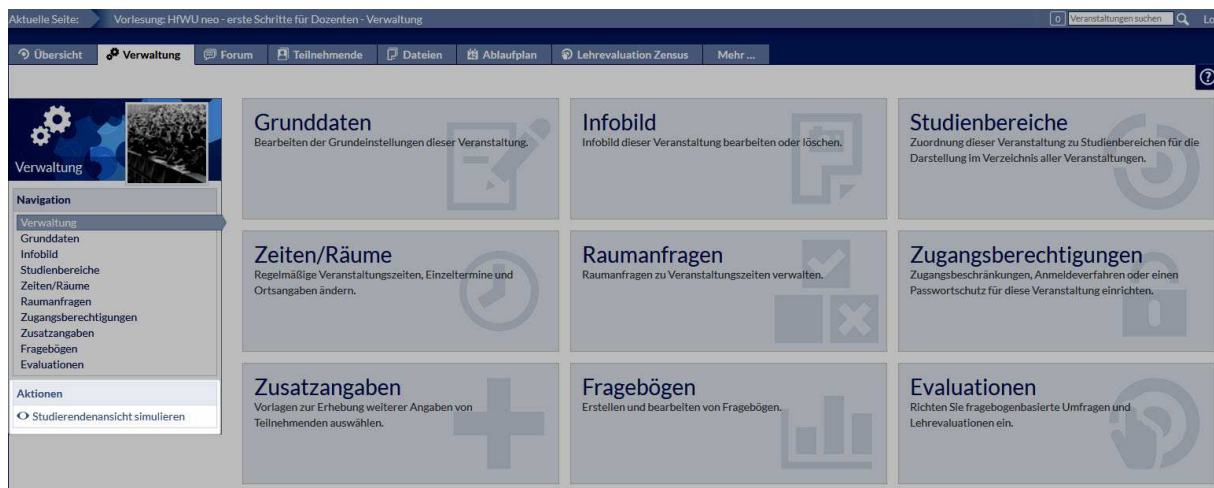 Aktuelle Seite: Vorlesung: HfWU neo - erste Schritte für Dozenten - Verwaltung
0 Veranstaltungen suchen
Übersicht Verwaltung Forum Teilnehmende Dateien Ablaufplan Lehrevaluation Zensus Mehr ...
?
Verwaltung
Navigation
Verwaltung
Grunddaten
Infobild
Studienbereiche
Zeiten/Räume
Raumanfragen
Zugangsberechtigungen
Zusatzangaben
Fragebögen
Evaluationen
Aktionen
Studierendenansicht simulieren
Grunddaten
Bearbeiten der Grundeinstellungen dieser Veranstaltung.
Infobild
Infobild dieser Veranstaltung bearbeiten oder löschen.
Studienbereiche
Zuordnung dieser Veranstaltung zu Studienbereichen für die
Darstellung im Verzeichnis aller Veranstaltungen.
Zeiten/Räume
Regelmäßige Veranstaltungszeiten, Einzeltermine und
Ortsangaben ändern.
Raumanfragen
Raumanfragen zu Veranstaltungszeiten verwalten.
Zugangsberechtigungen
Zugangsbeschränkungen, Anmeldeverfahren oder einen
Passwortschutz für diese Veranstaltung einrichten.
Zusatzangaben
Vorlagen zur Erhebung weiterer Angaben von
Teilnehmenden auswählen.
Fragebögen
Erstellen und bearbeiten von Fragebögen.
Evaluationen
Richten Sie fragebogenbasierte Umfragen und
Lehrevaluationen ein.